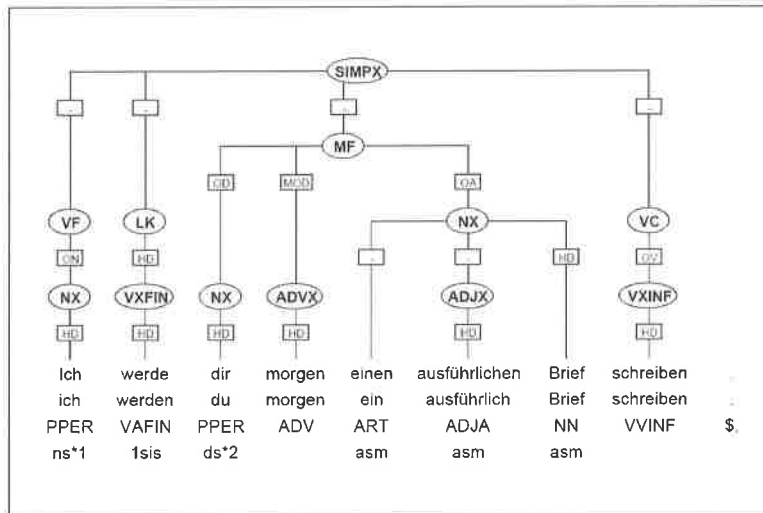 SIMPX
- - - -
MF
OD MOD OA
VF LK NX VC
ON HD - - HD OV
NX VXFIN NX ADVX ADJX VXINF
HD HD HD HD HD HD
Ich werde dir morgen einen ausführlichen Brief schreiben .
ich werden du morgen ein ausführlich Brief schreiben .
PPER VAFIN PPER ADV ART ADJA NN VVINF $.
ns*1 1sis ds*2 asm asm asm